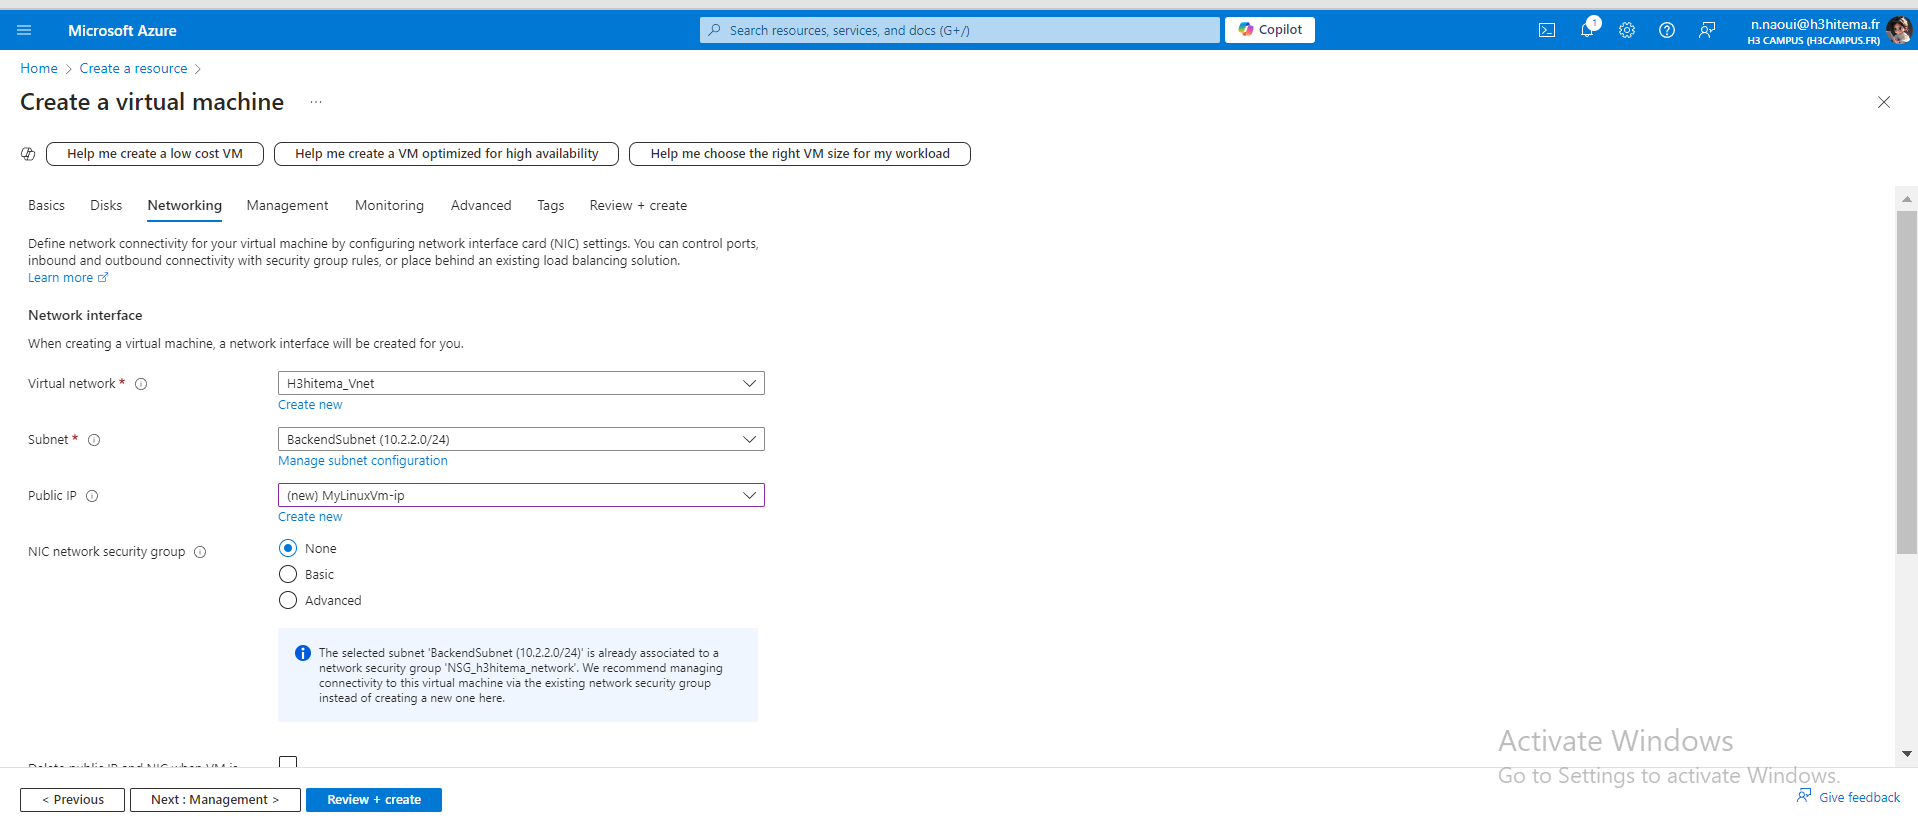 Microsoft Azure
Search resources, services, and docs (G+/)
Copilot
1
n.naoui@h3hitema.fr
H3 CAMPUS (H3CAMPUS.FR)
Home > Create a resource >
Create a virtual machine ...
Help me create a low cost VM
Help me create a VM optimized for high availability
Help me choose the right VM size for my workload
Basics Disks Networking Management Monitoring Advanced Tags Review + create
Define network connectivity for your virtual machine by configuring network interface card (NIC) settings. You can control ports,
inbound and outbound connectivity with security group rules, or place behind an existing load balancing solution.
Learn more
Network interface
When creating a virtual machine, a network interface will be created for you.
Virtual network *
H3hitema_Vnet
Create new
Subnet *
BackendSubnet (10.2.2.0/24)
Manage subnet configuration
Public IP
(new) MyLinuxVm-ip
Create new
NIC network security group
None
Basic
Advanced
The selected subnet 'BackendSubnet (10.2.2.0/24)' is already associated to a
network security group 'NSG_h3hitema_network'. We recommend managing
connectivity to this virtual machine via the existing network security group
instead of creating a new one here.
Delete public IP and NIC when VM is
Activate Windows
Go to Settings to activate Windows.
< Previous
Next : Management >
Review + create
Give feedback